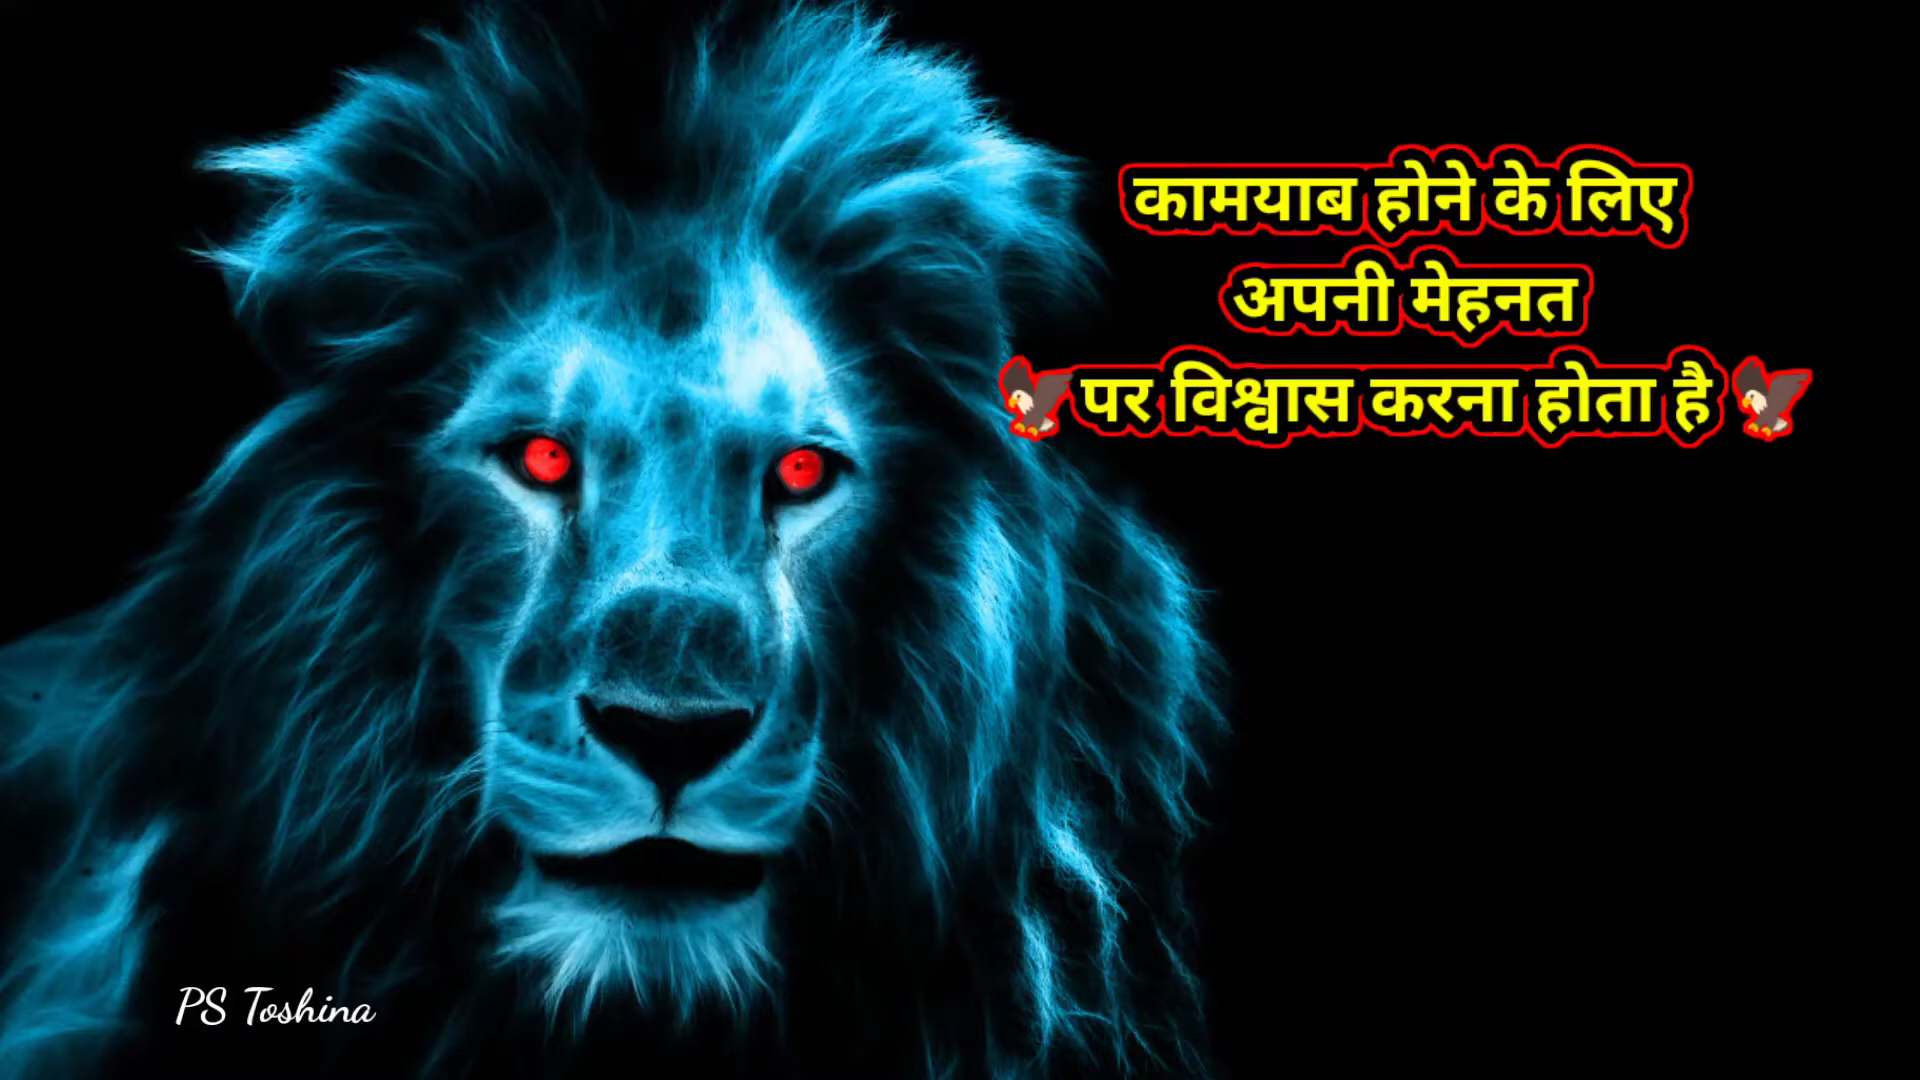 कामयाब होने के लिए
अपनी मेहनत
🦅पर विश्वास करना होता है🦅
PS Toshina